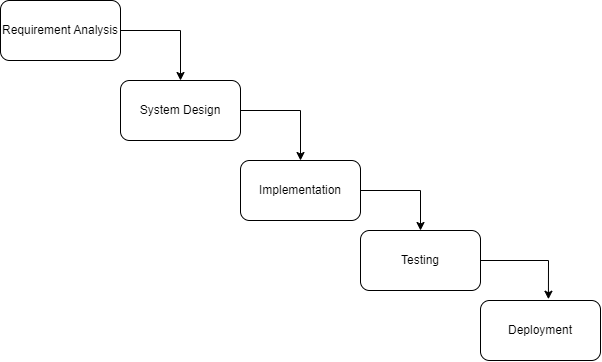 Requirement Analysis
System Design
Implementation
Testing
Deployment